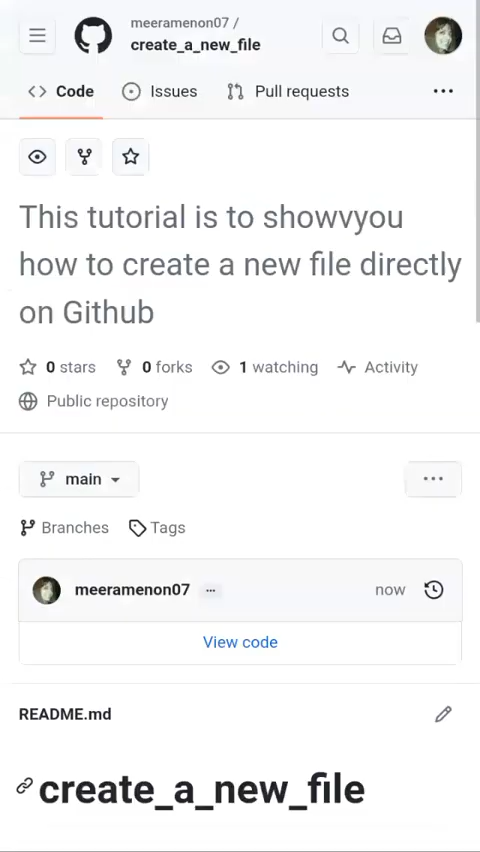 meeramenon07 /
create_a_new_file
Code
Issues
Pull requests
This tutorial is to showvyou
how to create a new file directly
on Github
0 stars
0 forks
1 watching
Activity
Public repository
main
Branches
Tags
meeramenon07
now
View code
README.md
create_a_new_file